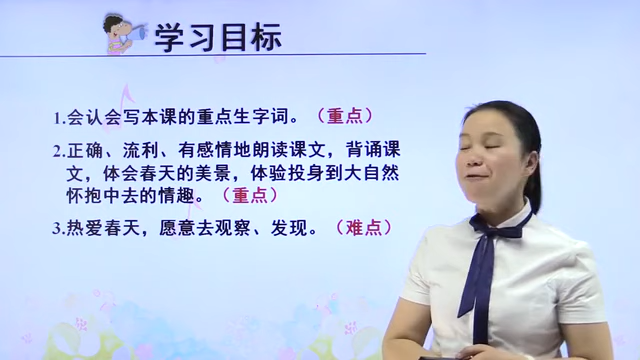 学习目标
1.会认会写本课的重点生字词。（重点）
2.正确、流利、有感情地朗读课文，背诵课
文，体会春天的美景，体验投身到大自然
怀抱中去的情趣。（重点）
3.热爱春天，愿意去观察、发现。（难点）